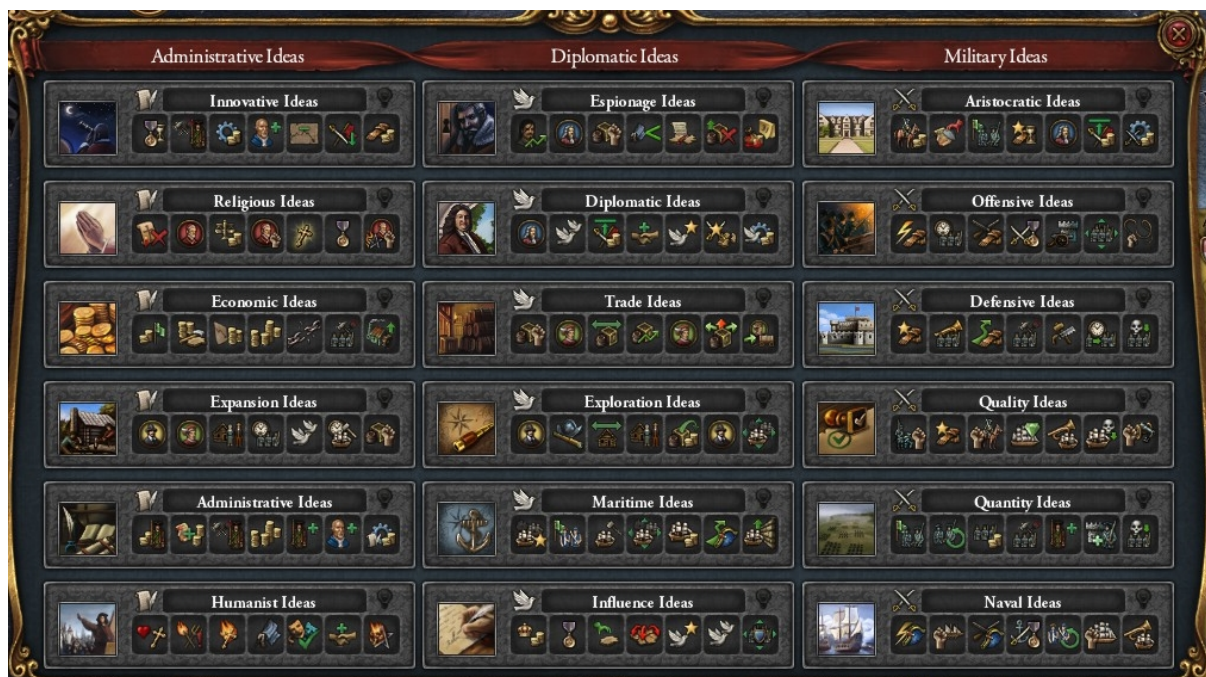 Administrative Ideas
Diplomatic Ideas
Military Ideas
Innovative Ideas
Espionage Ideas
Aristocratic Ideas
Religious Ideas
Diplomatic Ideas
Offensive Ideas
Economic Ideas
Trade Ideas
Defensive Ideas
Expansion Ideas
Exploration Ideas
Quality Ideas
Administrative Ideas
Maritime Ideas
Quantity Ideas
Humanist Ideas
Influence Ideas
Naval Ideas